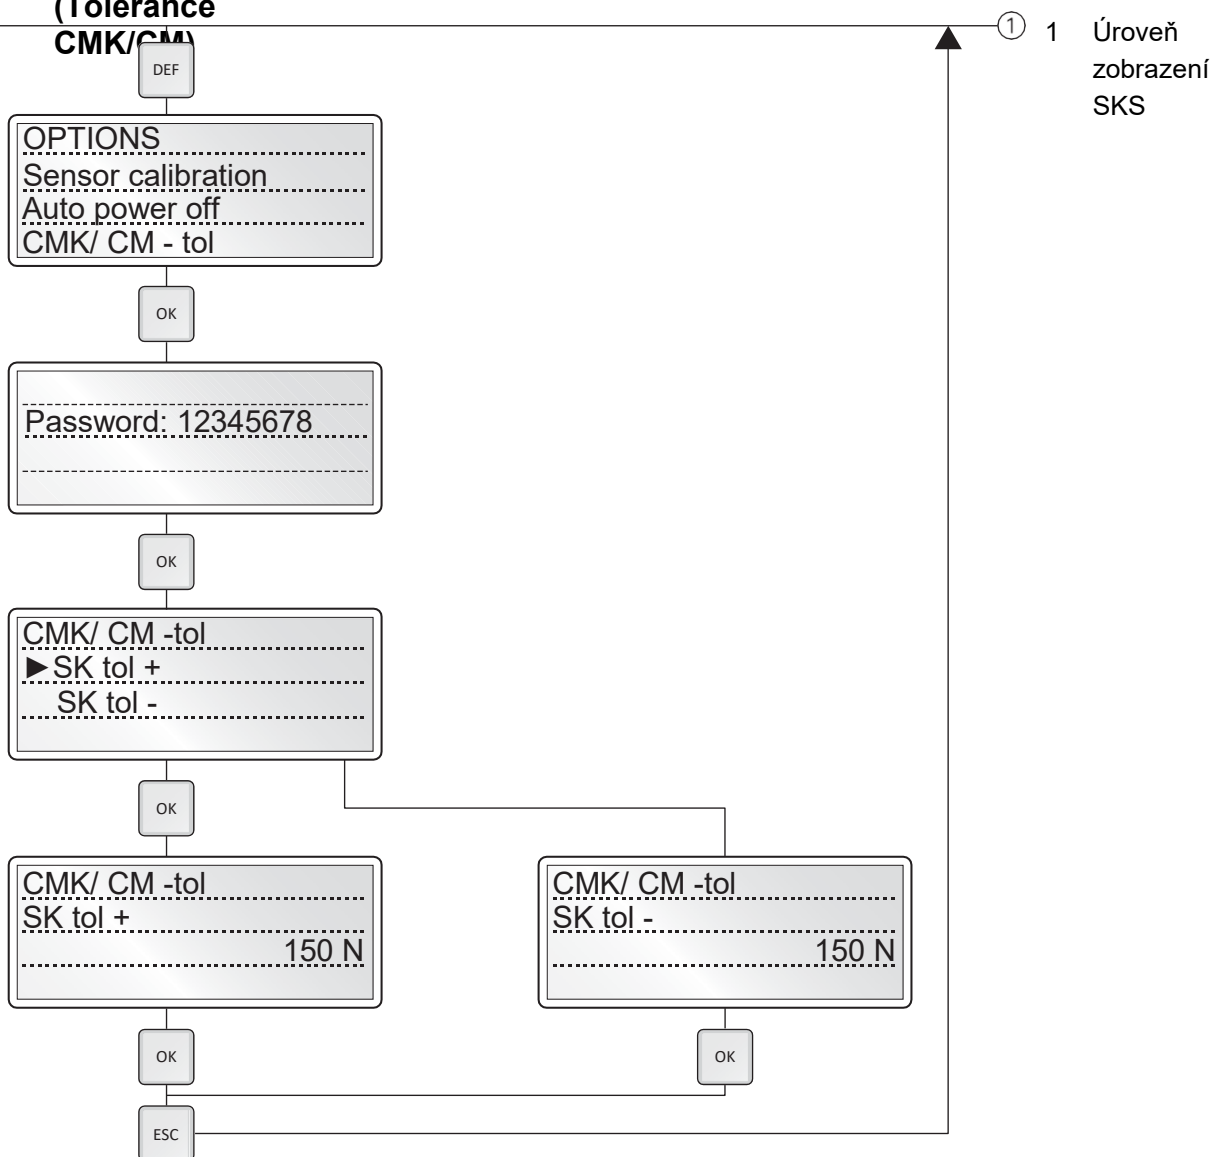 (Tolerance
CMK/CM)
1
1 Úroveň
zobrazení
SKS
DEF
OPTIONS
Sensor calibration
Auto power off
CMK/ CM - tol
OK
Password: 12345678
OK
CMK/ CM -tol
►SK tol +
SK tol -
OK
CMK/ CM -tol
SK tol +
150 N
CMK/ CM -tol
SK tol -
150 N
OK
OK
ESC